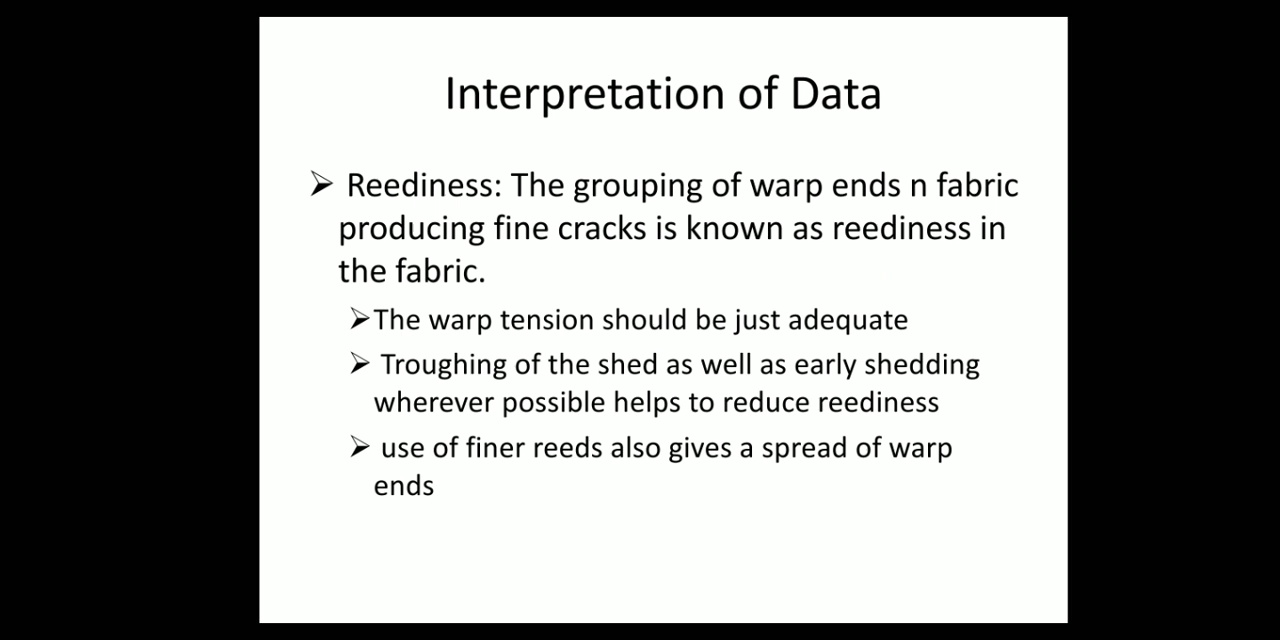 Interpretation of Data
➢ Reediness: The grouping of warp ends n fabric
producing fine cracks is known as reediness in
the fabric.
➢The warp tension should be just adequate
➢ Troughing of the shed as well as early shedding
wherever possible helps to reduce reediness
➢ use of finer reeds also gives a spread of warp
ends